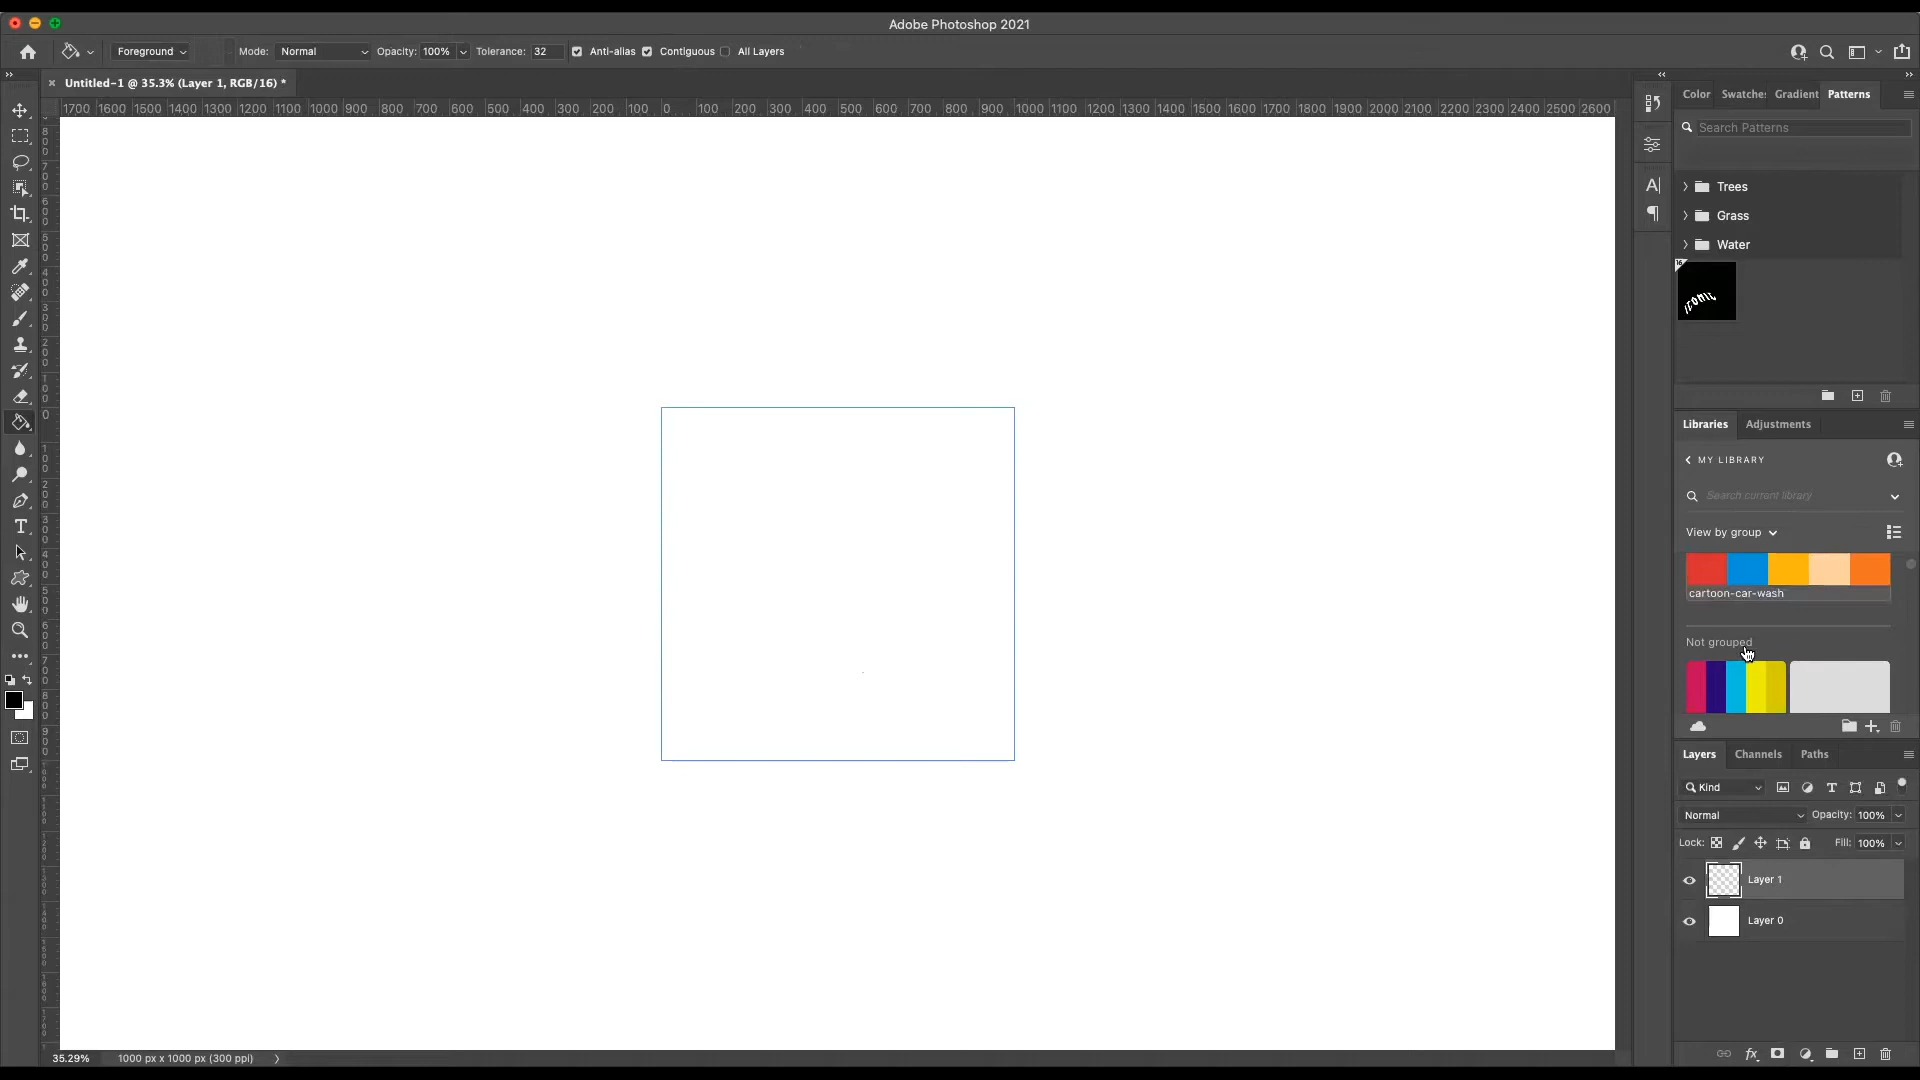 Adobe Photoshop 2021
Foreground Mode: Normal Opacity: 100% Tolerance: 32 Anti-alias Contiguous All Layers
Untitled-1 @ 35.3% (Layer 1, RGB/16) *
1700 1600 1500 1400 1300 1200 1100 1000 900 800 700 600 500 400 300 200 100 0 100 200 300 400 500 600 700 800 900 1000 1100 1200 1300 1400 1500 1600 1700 1800 1900 2000 2100 2200 2300 2400 2500 2600
Color Swatches Gradient Patterns
Search Patterns
Trees
Grass
Water
ICONIC
Libraries Adjustments
MY LIBRARY
Search current library
View by group
cartoon-car-wash
Not grouped
Layers Channels Paths
Kind
Normal Opacity: 100%
Lock: Fill: 100%
Layer 1
Layer 0
35.29% 1000 px x 1000 px (300 ppi)